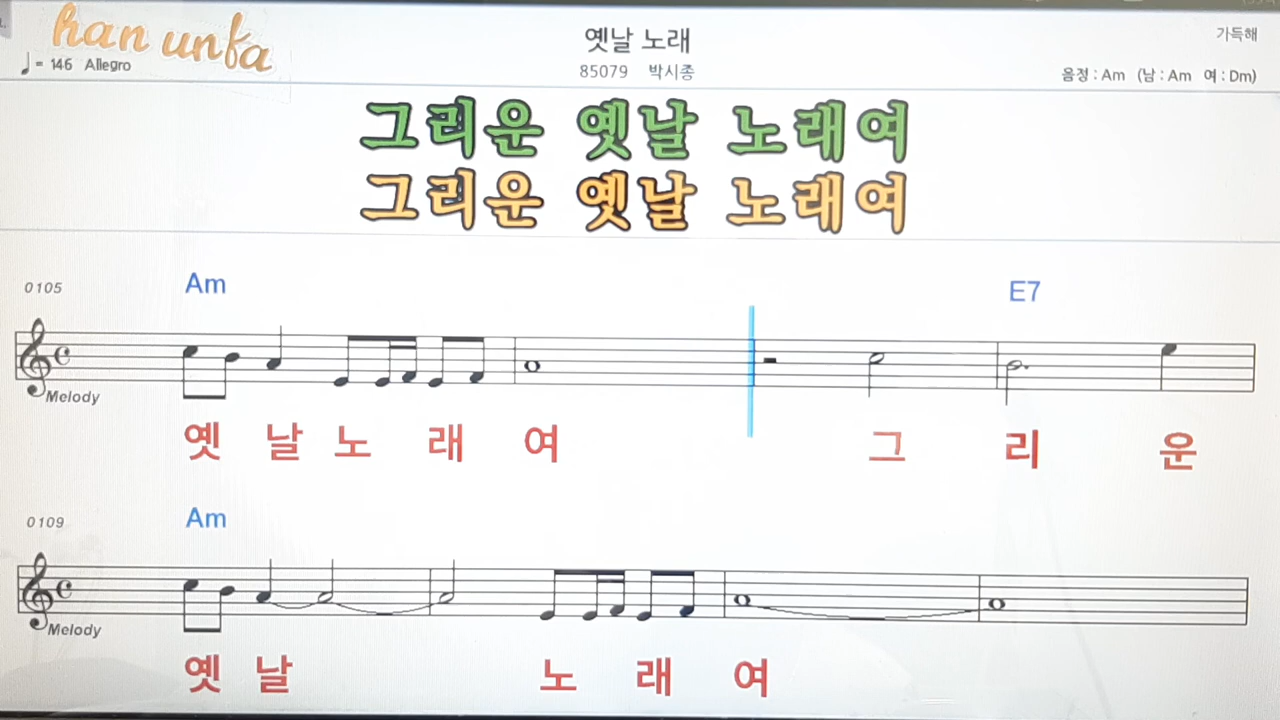 han unfa
옛날 노래
가득해
♩= 146 Allegro
85079 박시종
음정 : Am (남 : Am 여 : Dm)
그리운 옛날 노래여
그리운 옛날 노래여
0105 Am E7
Melody
옛 날 노 래 여 그 리 운
0109 Am
Melody
옛 날 노 래 여